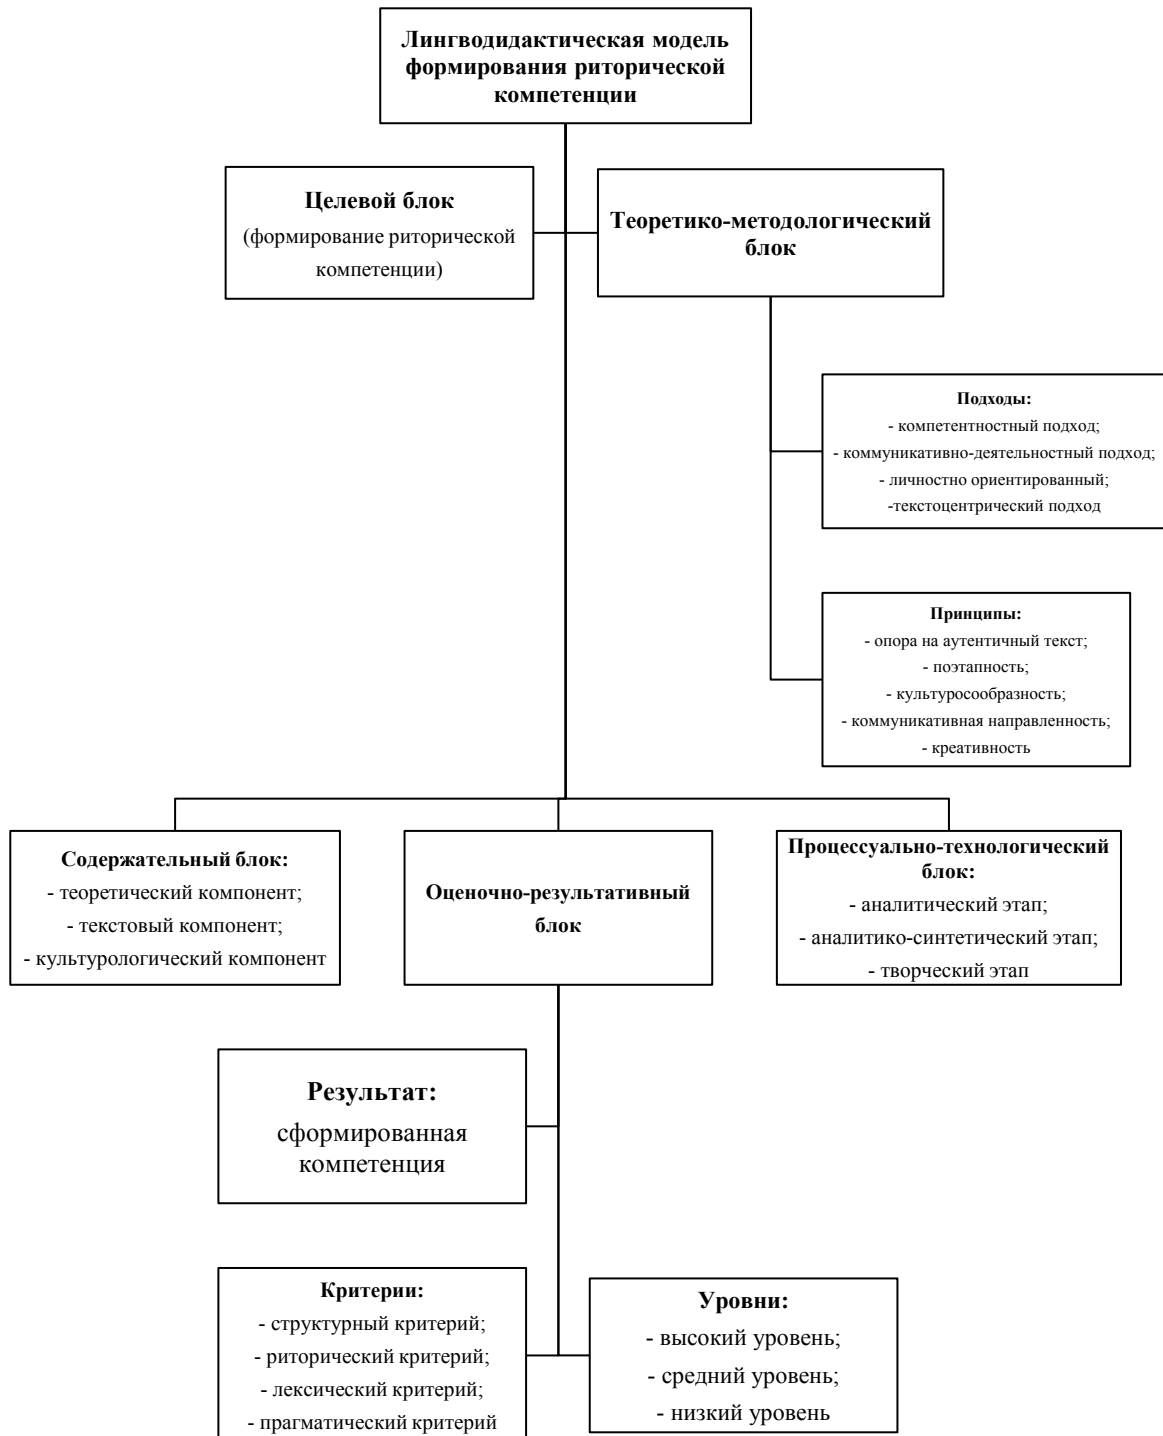 Лингводидактическая модель
формирования риторической
компетенции
Целевой блок
(формирование риторической
компетенции)
Теоретико-методологический
блок
Подходы:
- компетентностный подход;
- коммуникативно-деятельностный подход;
- личностно ориентированный;
-текстоцентрический подход
Принципы:
- опора на аутентичный текст;
- поэтапность;
- культуросообразность;
- коммуникативная направленность;
- креативность
Содержательный блок:
- теоретический компонент;
- текстовый компонент;
- культурологический компонент
Оценочно-результативный
блок
Процессуально-технологический
блок:
- аналитический этап;
- аналитико-синтетический этап;
- творческий этап
Результат:
сформированная
компетенция
Критерии:
- структурный критерий;
- риторический критерий;
- лексический критерий;
- прагматический критерий
Уровни:
- высокий уровень;
- средний уровень;
- низкий уровень